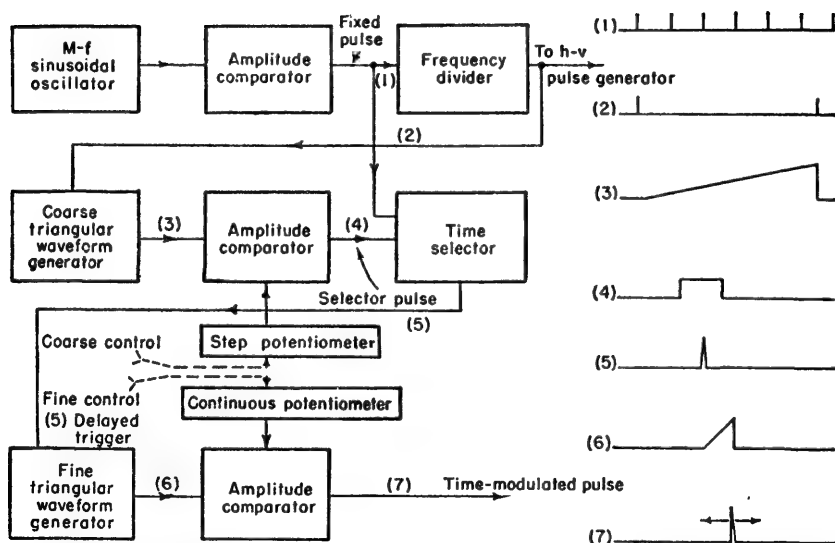 M-f
sinusoidal
oscillator
Amplitude
comparator
Fixed
pulse
(1)
Frequency
divider
To h-v
pulse generator
(2)
Coarse
triangular
waveform
generator
(3)
Amplitude
comparator
(4)
Time
selector
Selector pulse
(5)
Coarse control
Step potentiometer
Fine control
Continuous potentiometer
(5) Delayed
trigger
Fine
triangular
waveform
generator
(6)
Amplitude
comparator
(7)
Time-modulated pulse
(1)
(2)
(3)
(4)
(5)
(6)
(7)